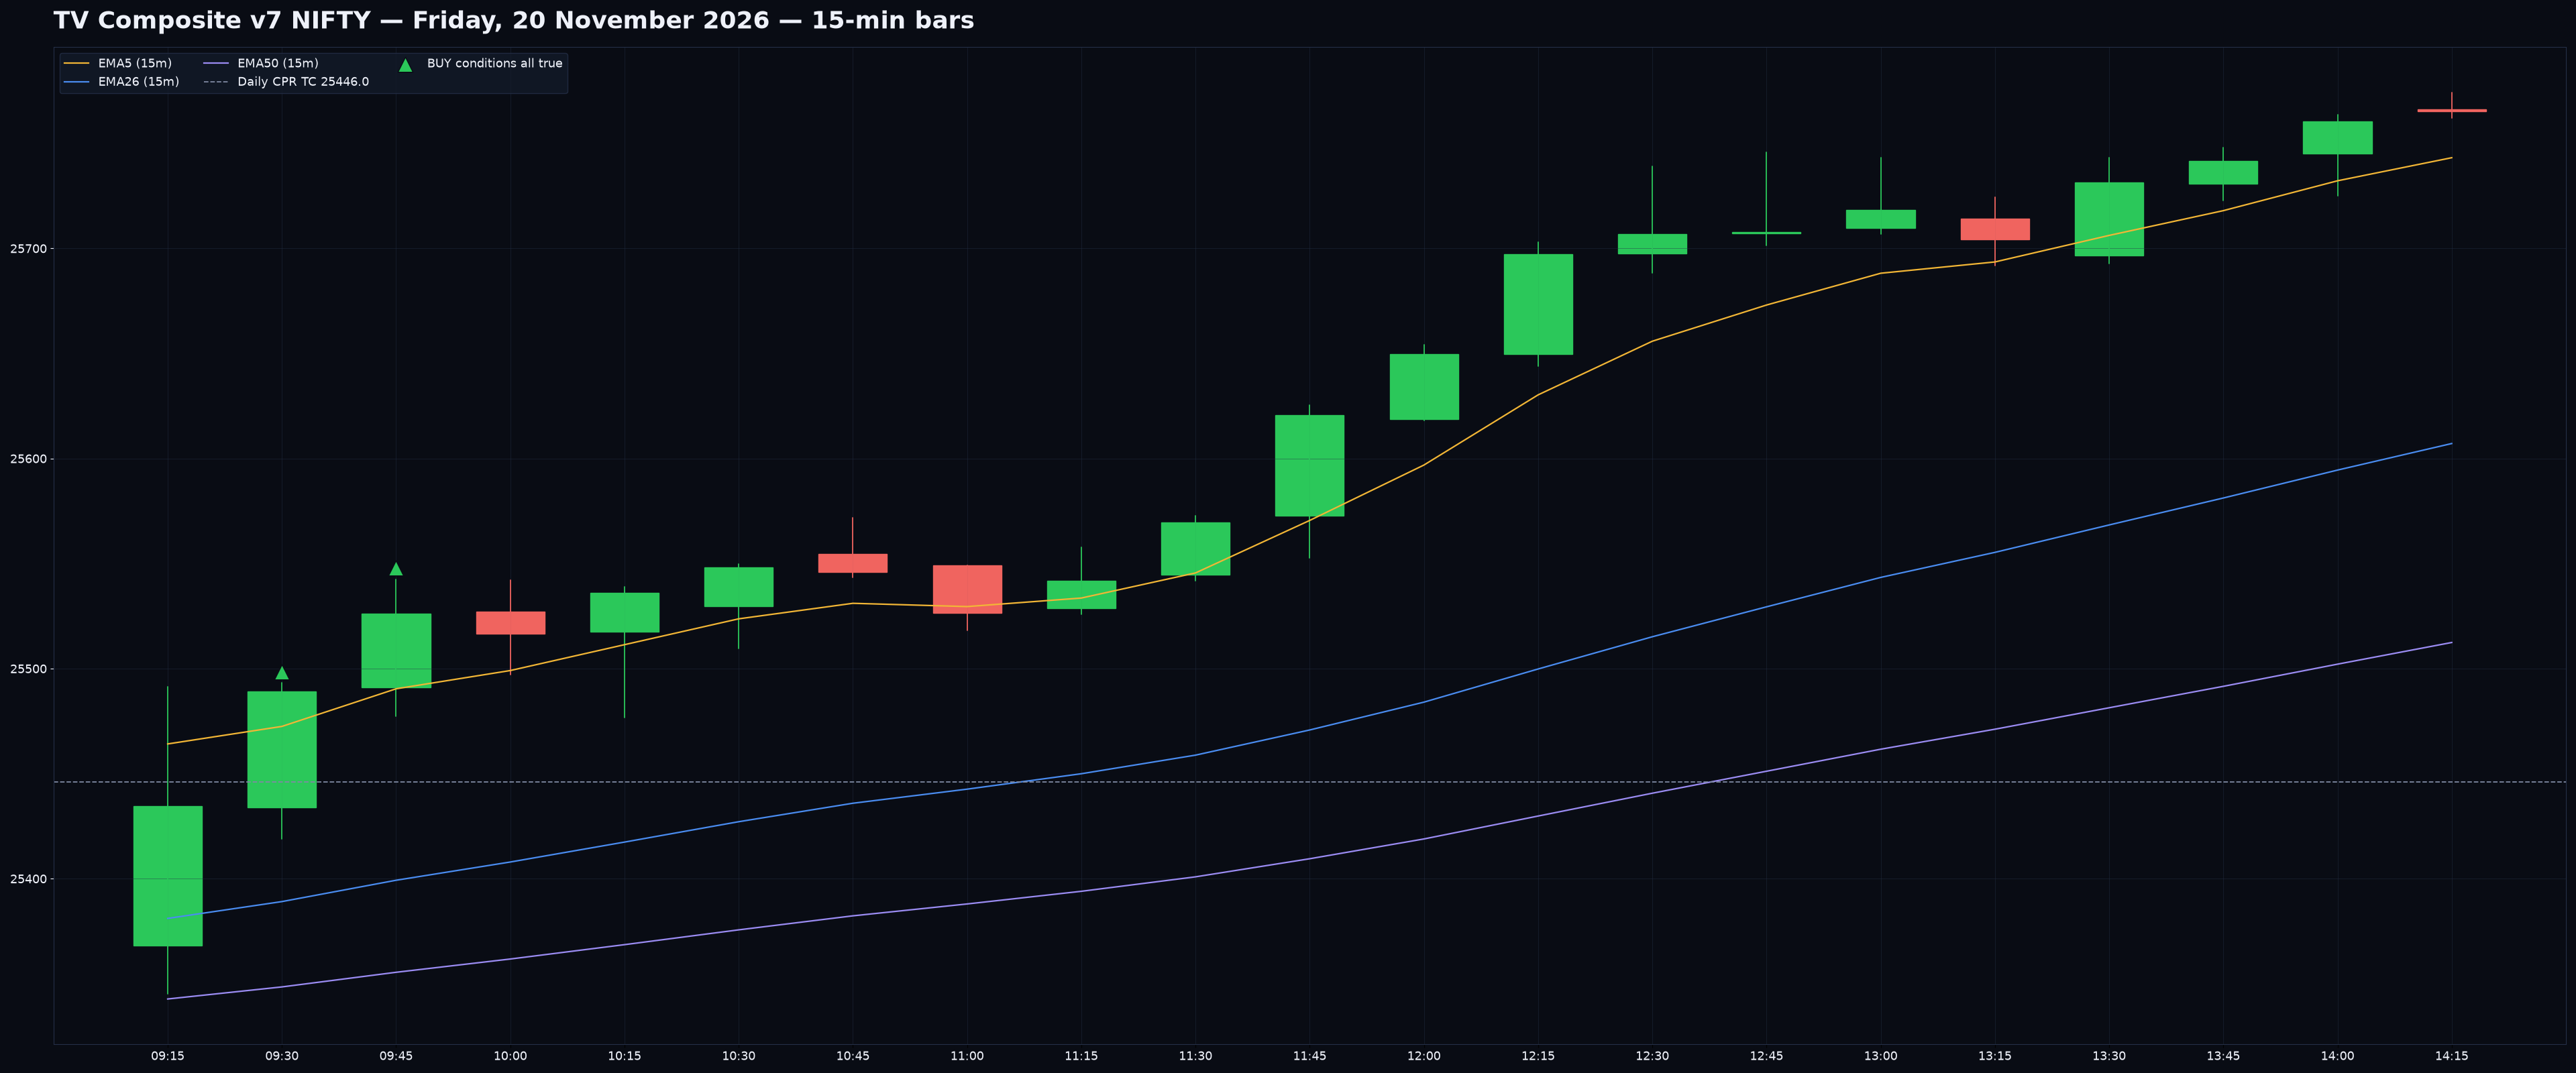 TV Composite v7 NIFTY — Friday, 20 November 2026 — 15-min bars
EMA5 (15m) EMA50 (15m) BUY conditions all true
EMA26 (15m) Daily CPR TC 25446.0
25700
25600
25500
25400
09:15 09:30 09:45 10:00 10:15 10:30 10:45 11:00 11:15 11:30 11:45 12:00 12:15 12:30 12:45 13:00 13:15 13:30 13:45 14:00 14:15